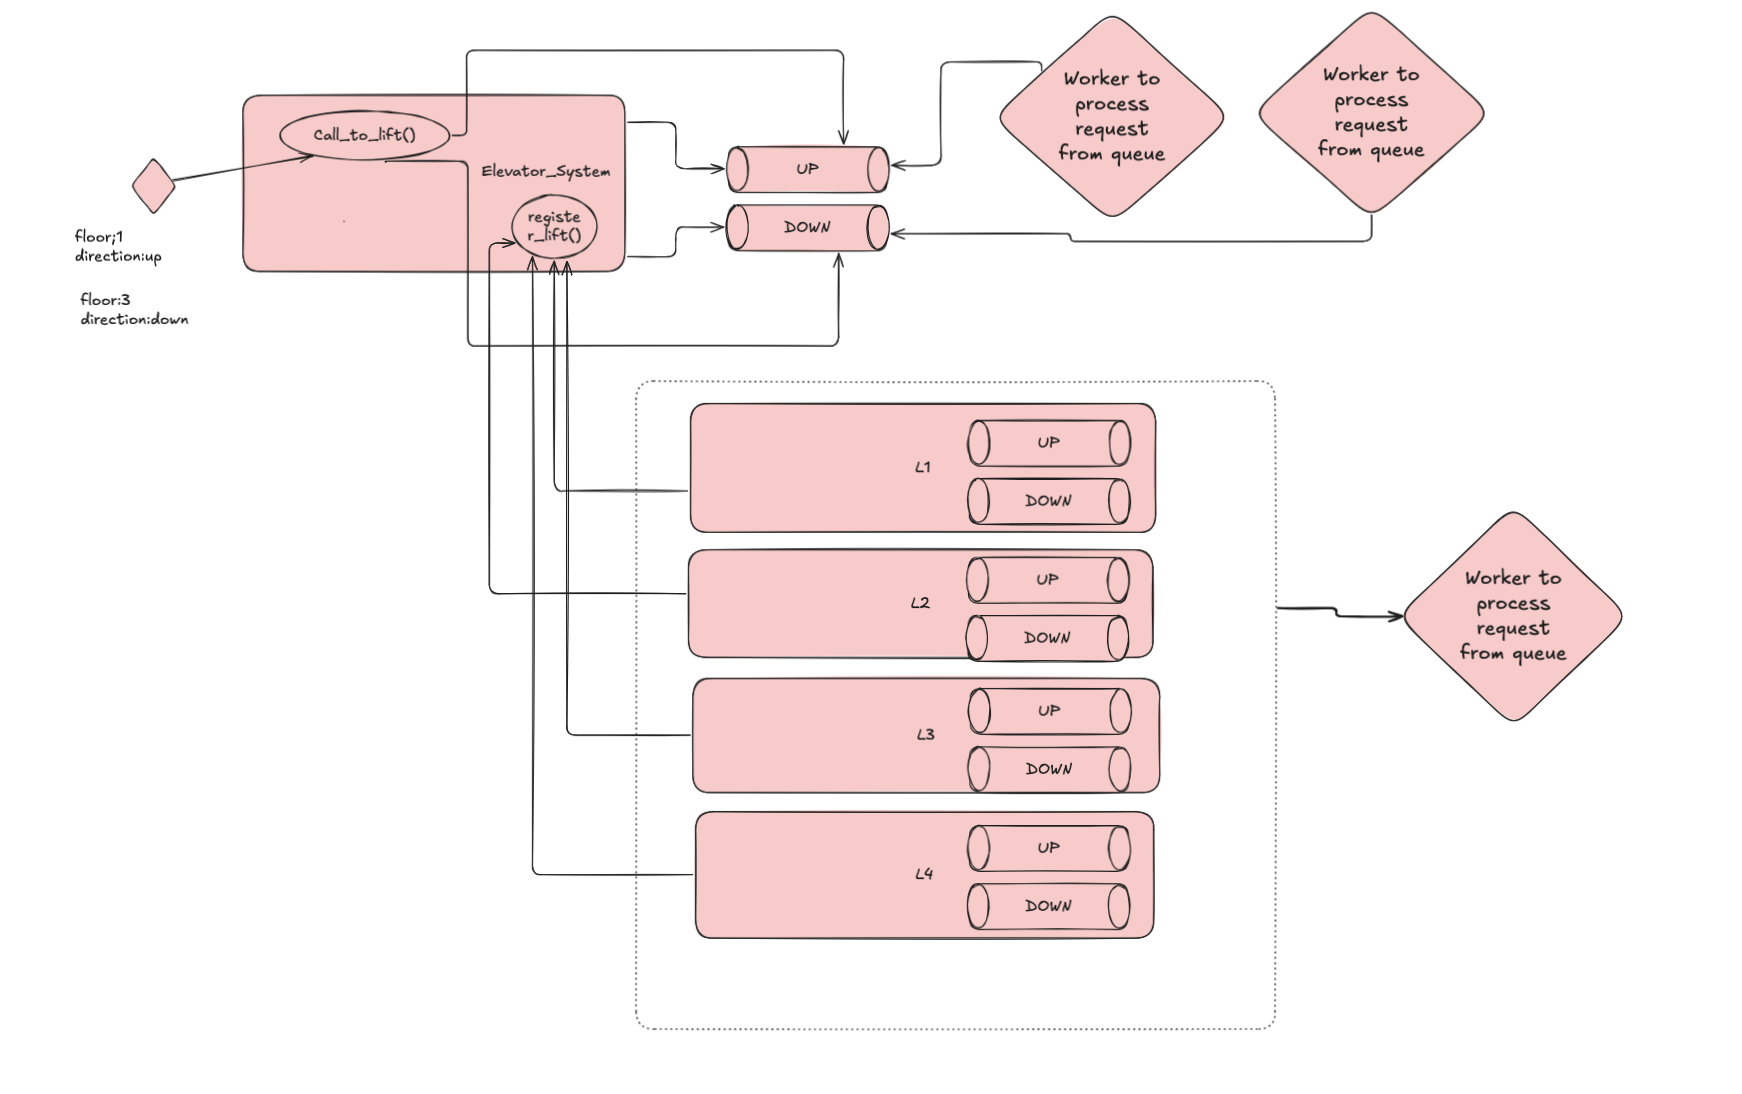 Call_to_lift()
Elevator_System
registe
r_lift()
floor;1
direction:up
floor:3
direction:down
UP
DOWN
Worker to
process
request
from queue
Worker to
process
request
from queue
L1
UP
DOWN
L2
UP
DOWN
L3
UP
DOWN
L4
UP
DOWN
Worker to
process
request
from queue